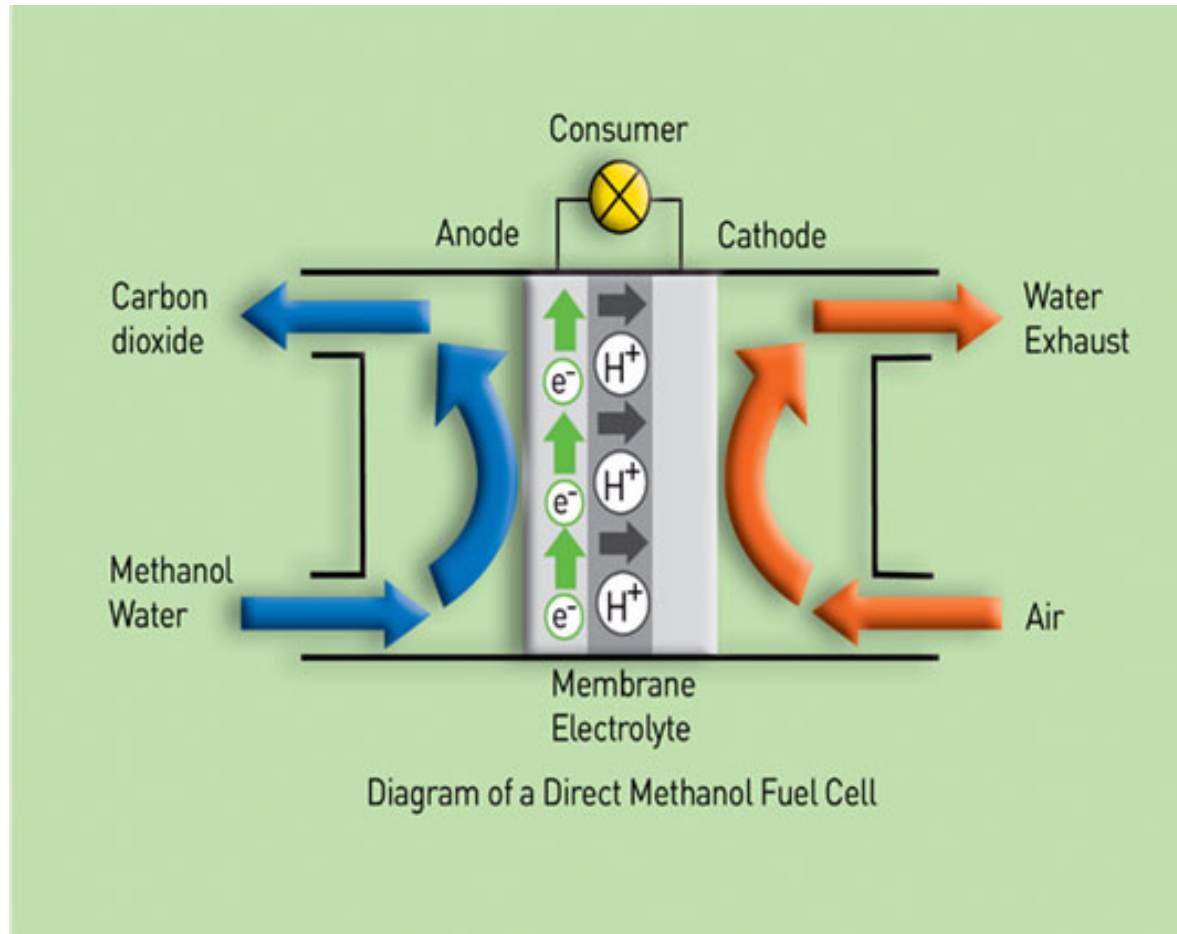 Consumer
Anode
Cathode
Carbon
dioxide
Water
Exhaust
e⁻
H⁺
e⁻
H⁺
e⁻
H⁺
Methanol
Water
Air
Membrane
Electrolyte
Diagram of a Direct Methanol Fuel Cell